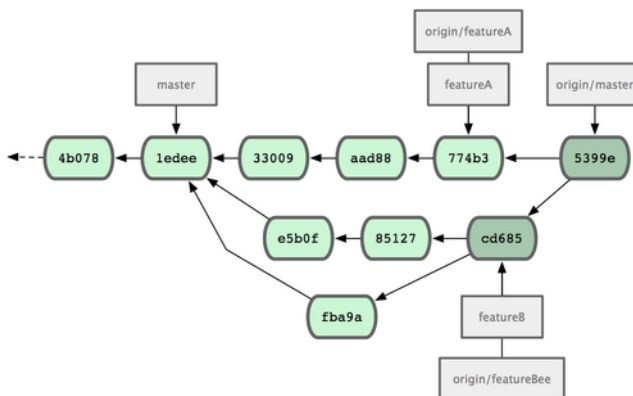 origin/featureA
master
featureA
origin/master
4b078
1edee
33009
aad88
774b3
5399e
e5b0f
85127
cd685
fba9a
featureB
origin/featureBee